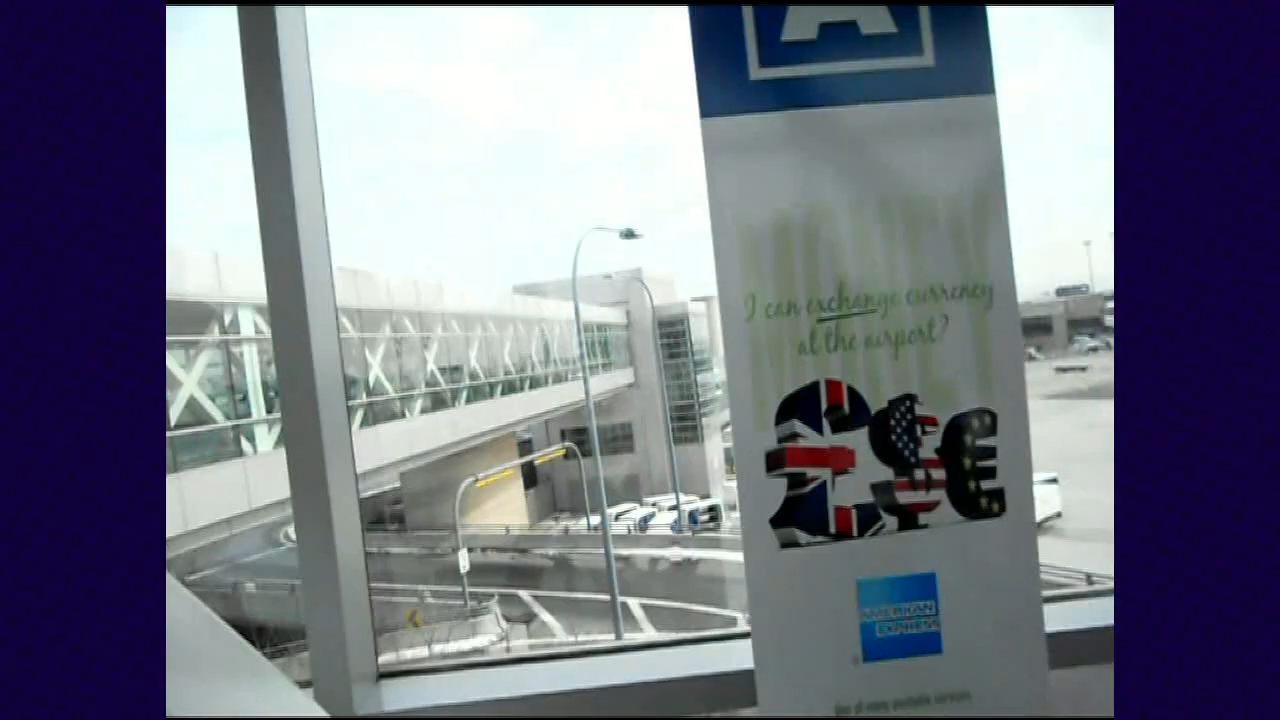 A
I can exchange currency
at the airport?
£$€
AMERICAN
EXPRESS